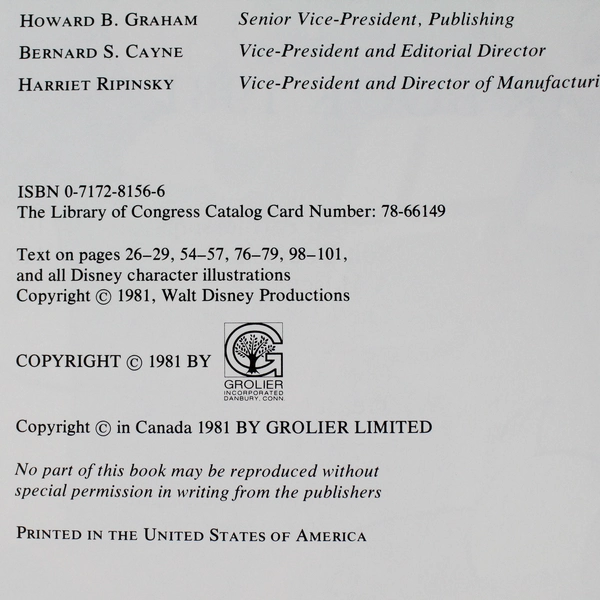 HOWARD B. GRAHAM Senior Vice-President, Publishing
BERNARD S. CAYNE Vice-President and Editorial Director
HARRIET RIPINSKY Vice-President and Director of Manufacturi
ISBN 0-7172-8156-6
The Library of Congress Catalog Card Number: 78-66149
Text on pages 26–29, 54–57, 76–79, 98–101,
and all Disney character illustrations
Copyright © 1981, Walt Disney Productions
COPYRIGHT © 1981 BY
G
GROLIER
INCORPORATED
DANBURY, CONN.
Copyright © in Canada 1981 BY GROLIER LIMITED
No part of this book may be reproduced without
special permission in writing from the publishers
PRINTED IN THE UNITED STATES OF AMERICA